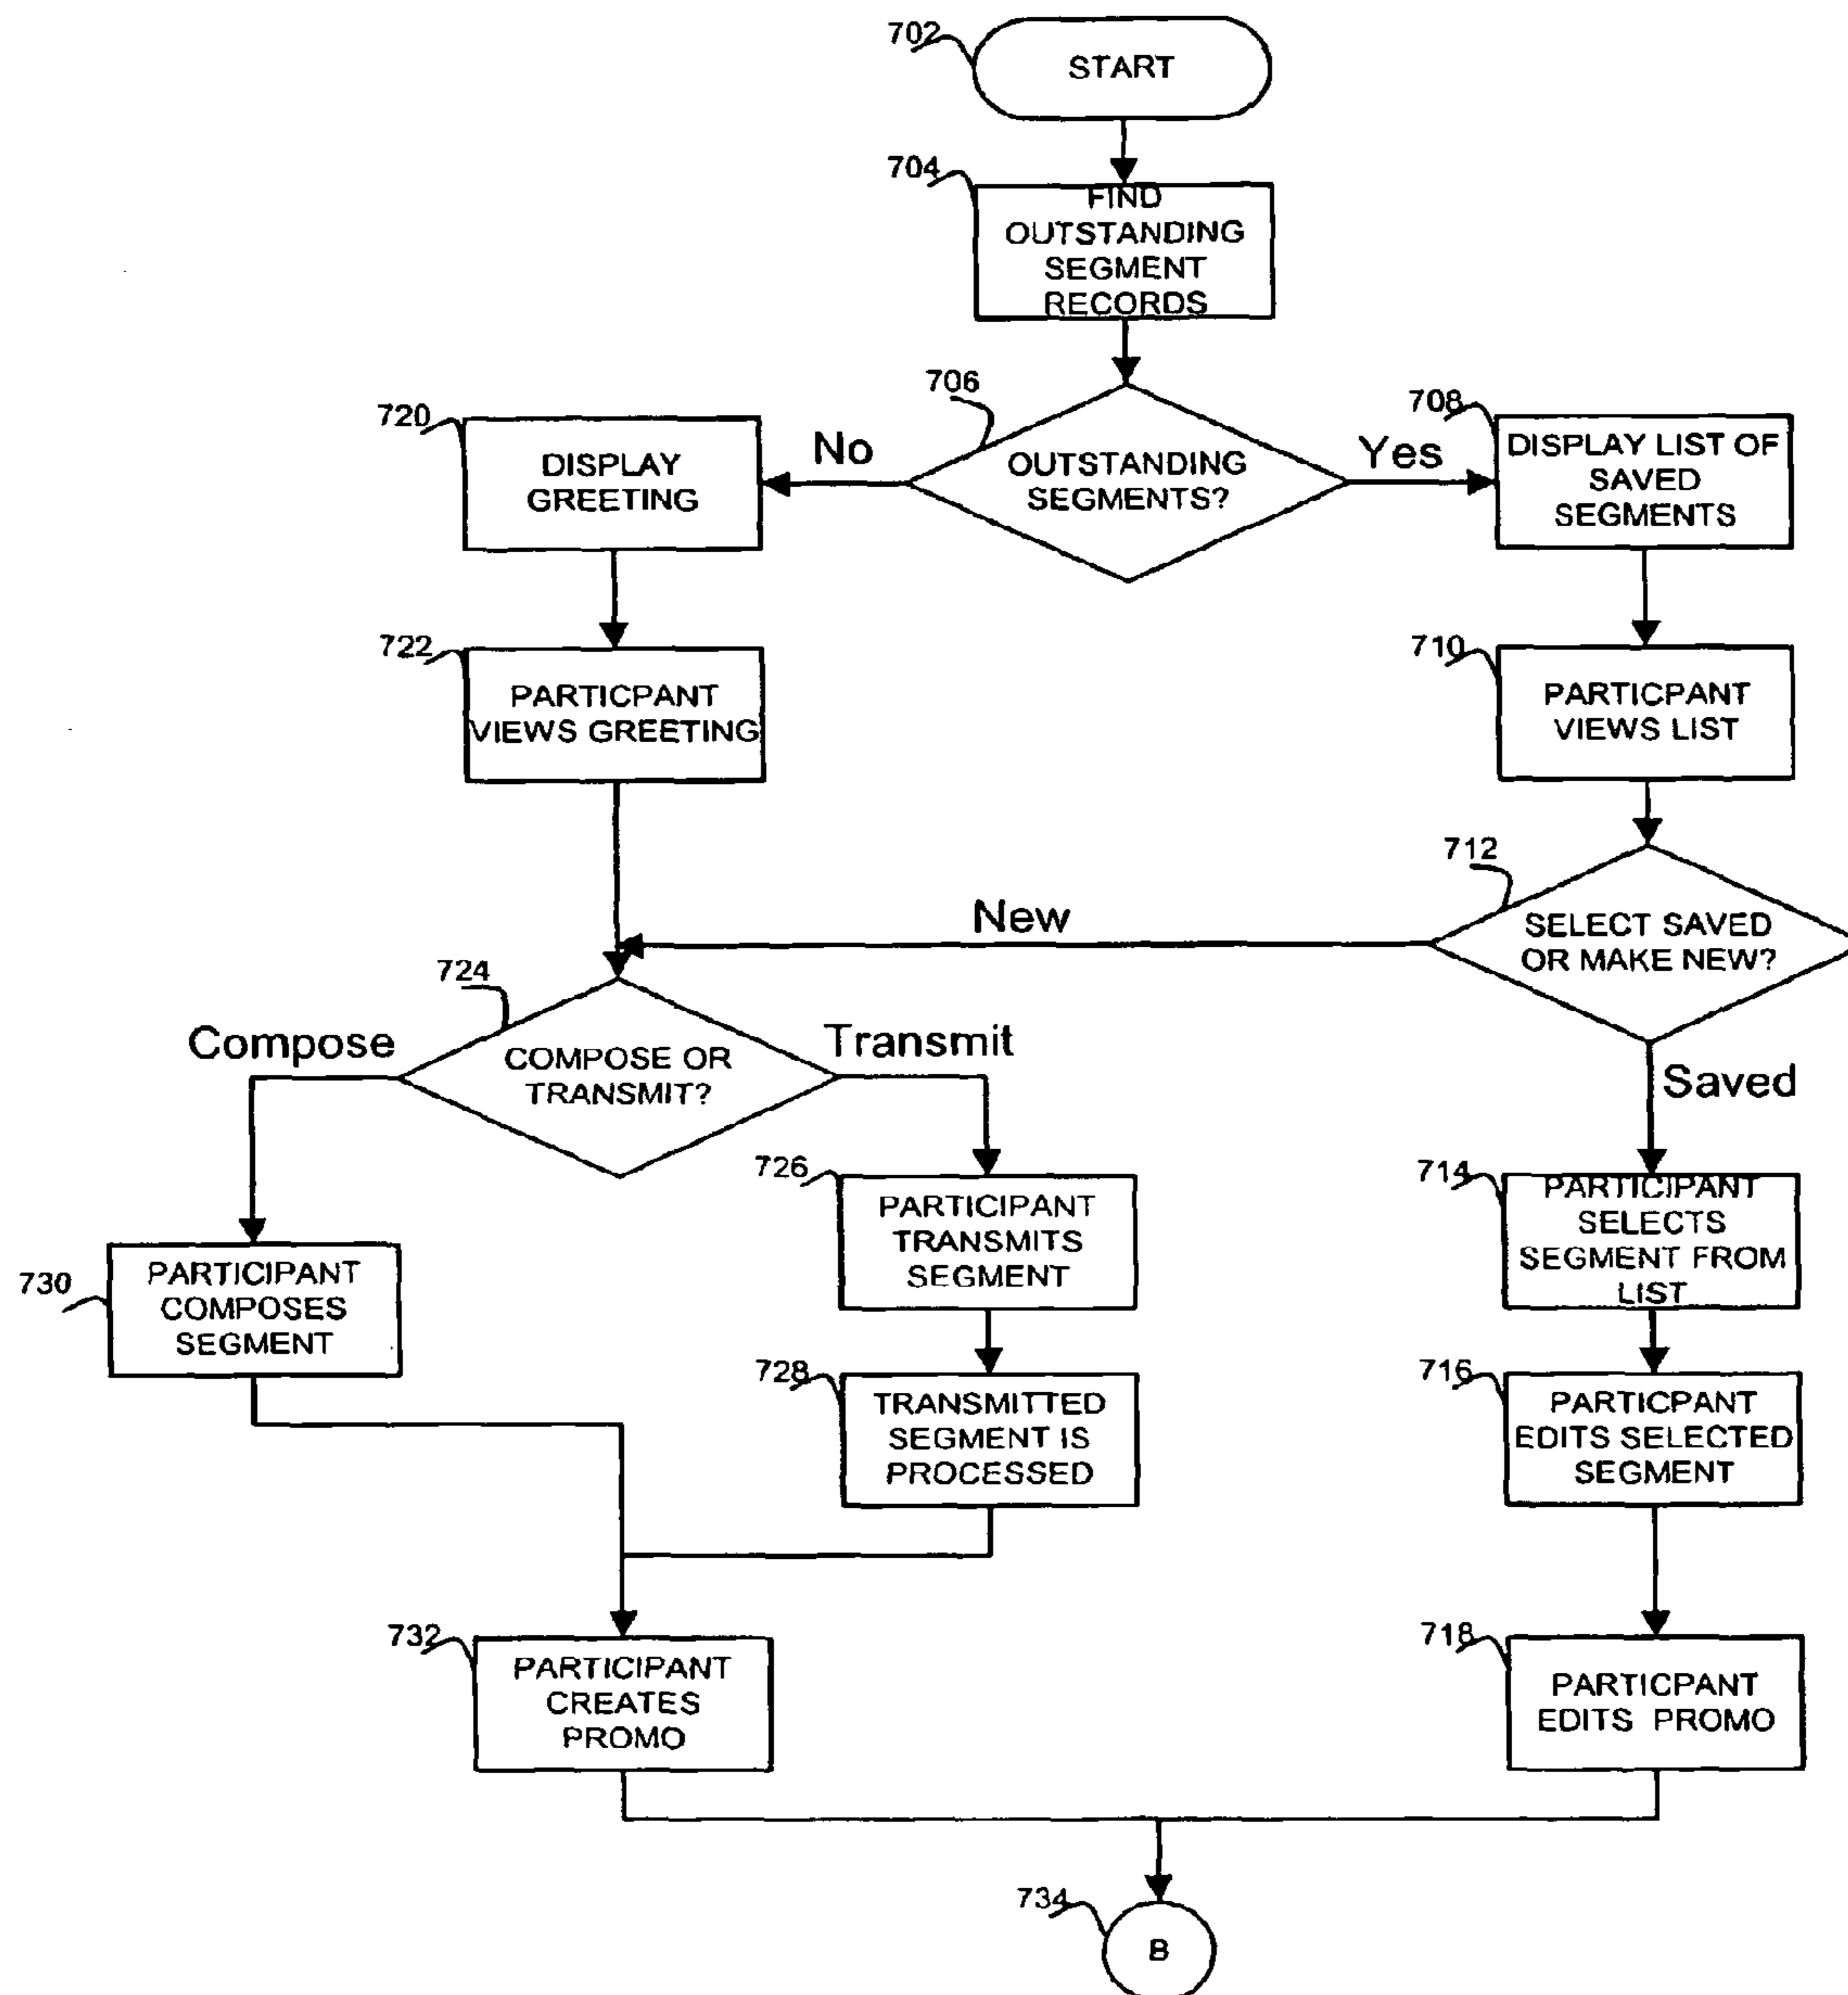 702
START
704
FIND
OUTSTANDING
SEGMENT
RECORDS
706
OUTSTANDING
SEGMENTS?
No
Yes
720
DISPLAY
GREETING
708
DISPLAY LIST OF
SAVED
SEGMENTS
722
PARTICPANT
VIEWS GREETING
710
PARTICPANT
VIEWS LIST
712
SELECT SAVED
OR MAKE NEW?
New
Saved
724
COMPOSE OR
TRANSMIT?
Compose
Transmit
726
PARTICIPANT
TRANSMITS
SEGMENT
714
PARTICIPANT
SELECTS
SEGMENT FROM
LIST
730
PARTICIPANT
COMPOSES
SEGMENT
728
TRANSMITTED
SEGMENT IS
PROCESSED
716
PARTICPANT
EDITS SELECTED
SEGMENT
732
PARTICIPANT
CREATES
PROMO
718
PARTICPANT
EDITS PROMO
734
B